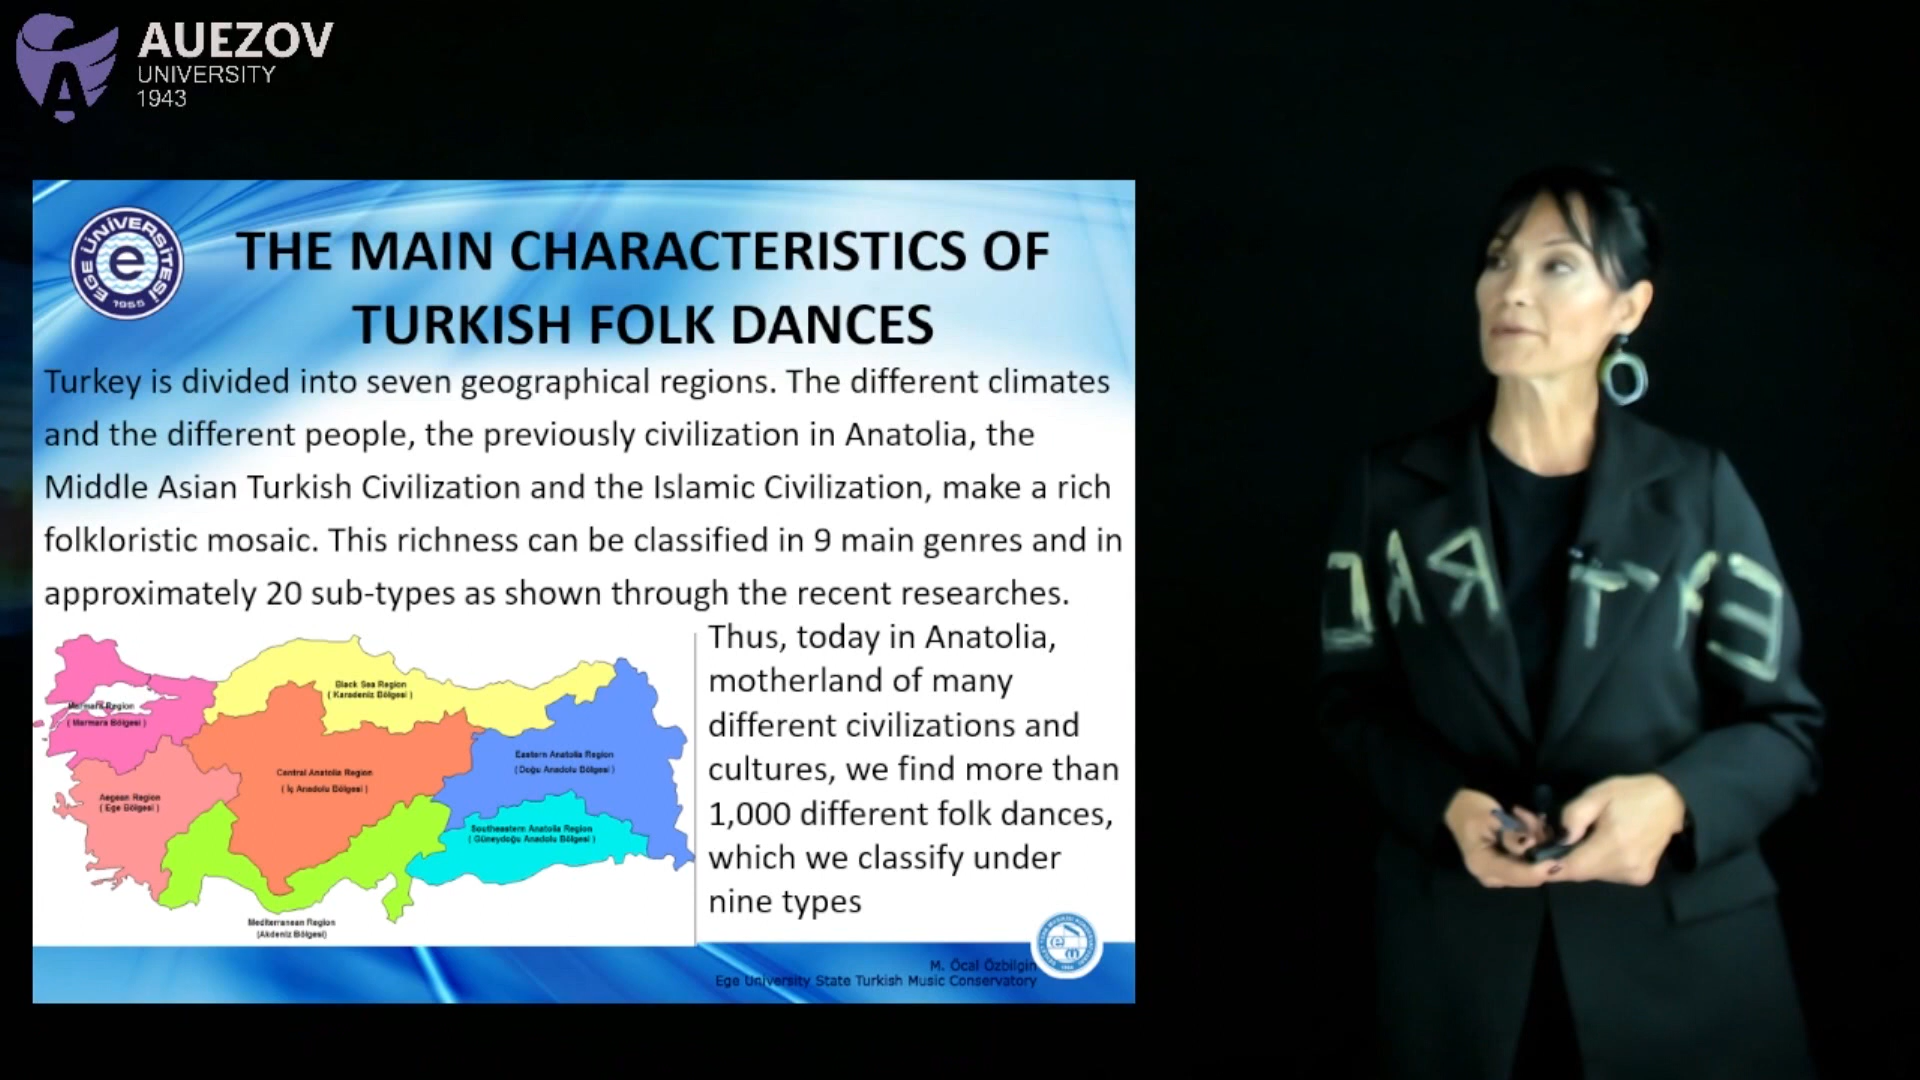 AUEZOV
UNIVERSITY
1943
EGE ÜNİVERSİTESİ
e
1955
THE MAIN CHARACTERISTICS OF
TURKISH FOLK DANCES
Turkey is divided into seven geographical regions. The different climates
and the different people, the previously civilization in Anatolia, the
Middle Asian Turkish Civilization and the Islamic Civilization, make a rich
folkloristic mosaic. This richness can be classified in 9 main genres and in
approximately 20 sub-types as shown through the recent researches.
Thus, today in Anatolia,
motherland of many
different civilizations and
cultures, we find more than
1,000 different folk dances,
which we classify under
nine types
Black Sea Region
( Karadeniz Bölgesi )
Marmara Region
( Marmara Bölgesi )
Eastern Anatolia Region
( Doğu Anadolu Bölgesi )
Central Anatolia Region
( İç Anadolu Bölgesi )
Aegean Region
( Ege Bölgesi )
Southeastern Anatolia Region
( Güneydoğu Anadolu Bölgesi )
Mediterranean Region
(Akdeniz Bölgesi)
M. Öcal Özbilgin
Ege University State Turkish Music Conservatory